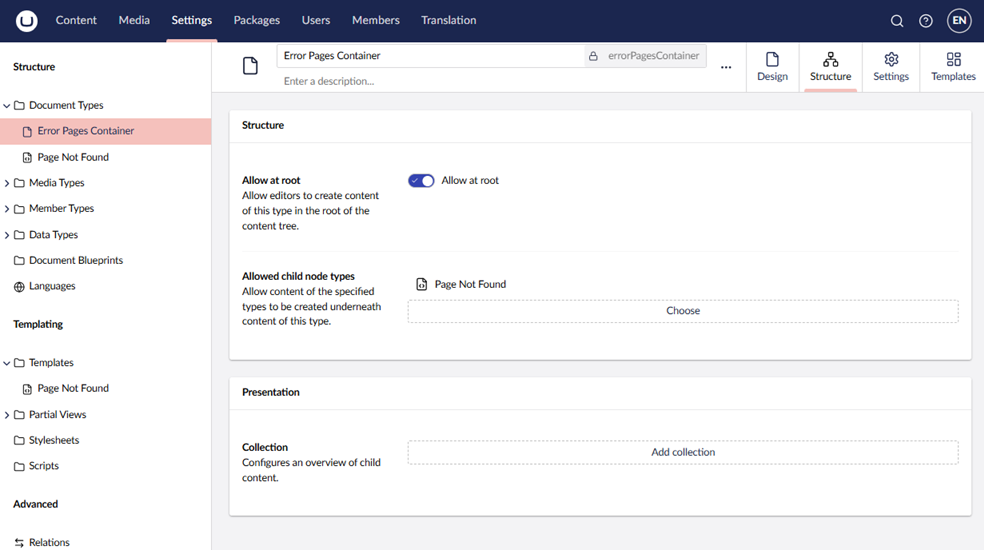 Content Media Settings Packages Users Members Translation EN
Structure
Document Types
Error Pages Container
Page Not Found
Media Types
Member Types
Data Types
Document Blueprints
Languages
Templating
Templates
Page Not Found
Partial Views
Stylesheets
Scripts
Advanced
Relations
Error Pages Container errorPagesContainer
Enter a description...
Design Structure Settings Templates
Structure
Allow at root
Allow editors to create content
of this type in the root of the
content tree.
Allow at root
Allowed child node types
Allow content of the specified
types to be created underneath
content of this type.
Page Not Found
Choose
Presentation
Collection
Configures an overview of child
content.
Add collection